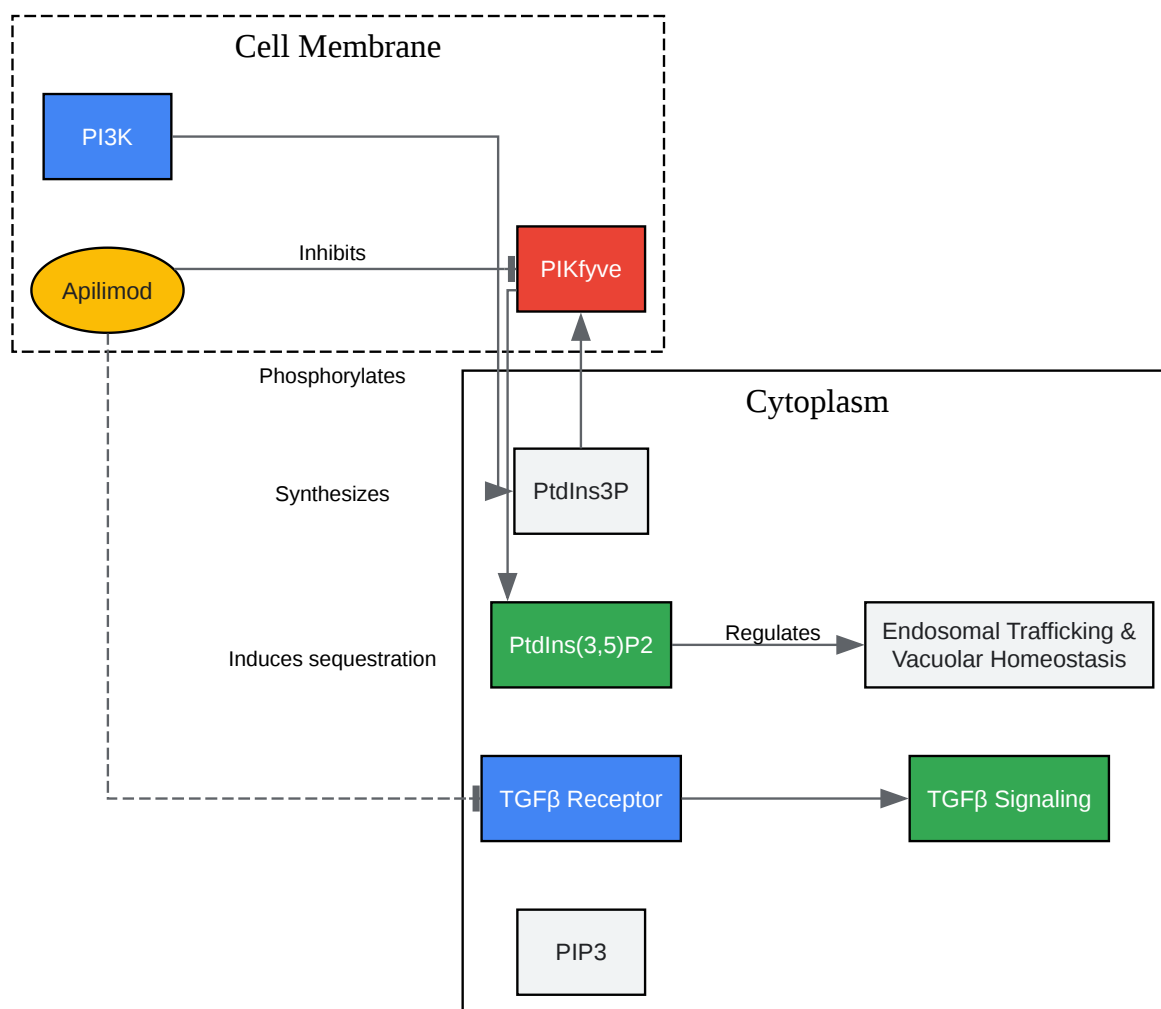 Cell Membrane
PI3K
Inhibits
PIKfyve
Apilimod
Phosphorylates
Cytoplasm
Synthesizes
PtdIns3P
Induces sequestration
PtdIns(3,5)P2
Regulates
Endosomal Trafficking &
Vacuolar Homeostasis
TGFβ Receptor
TGFβ Signaling
PIP3